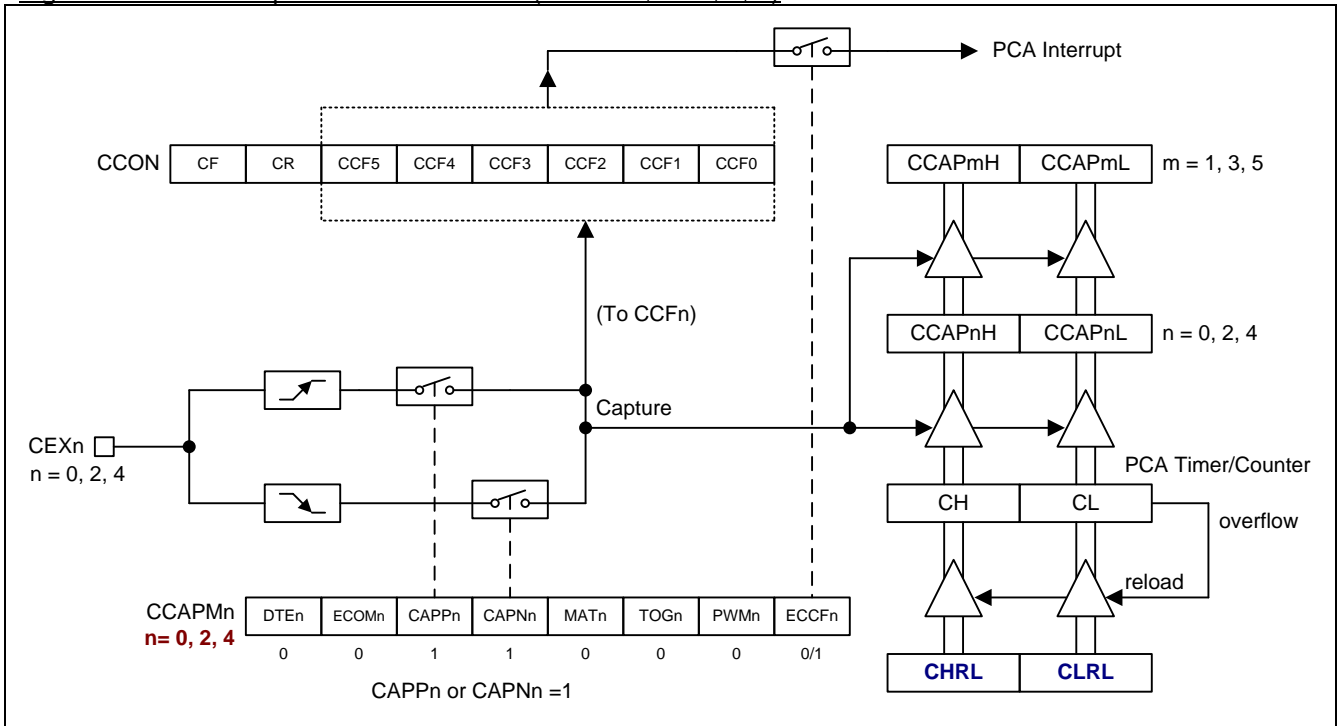 PCA Interrupt
CCON CF CR CCF5 CCF4 CCF3 CCF2 CCF1 CCF0
CCAPmH CCAPmL m = 1, 3, 5
(To CCFn)
CCAPnH CCAPnL n = 0, 2, 4
Capture
CEXn
n = 0, 2, 4
PCA Timer/Counter
CH CL
overflow
reload
CCAPMn DTEn ECOMn CAPPn CAPNn MATn TOGn PWMn ECCFn
n= 0, 2, 4
0 0 1 1 0 0 0 0/1
CHRL CLRL
CAPPn or CAPNn =1